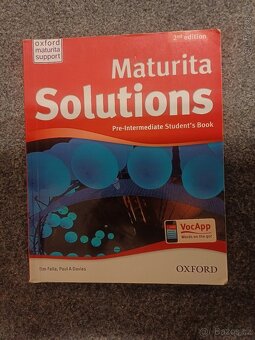 oxford
maturita
support
2nd edition
Maturita
Solutions
Pre-Intermediate Student's Book
VocApp
Words on the go!
Tim Falla, Paul A Davies
OXFORD